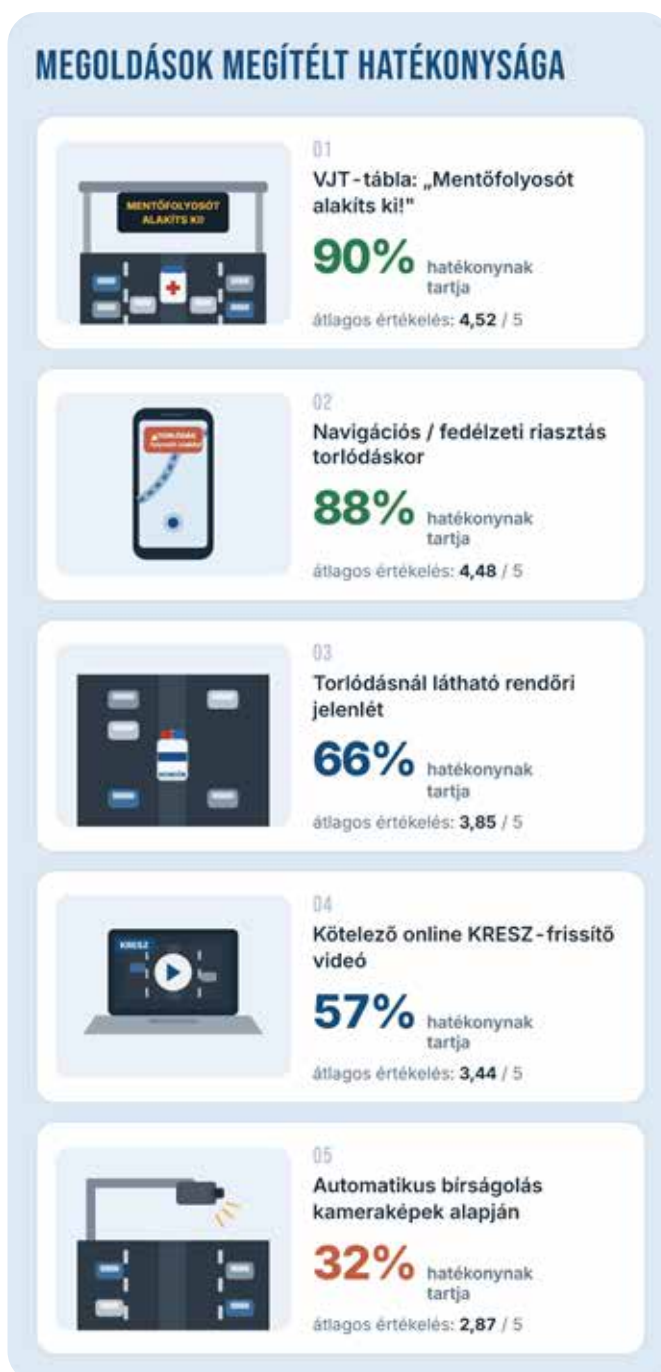 MEGOLDÁSOK MEGÍTÉLT HATÉKONYSÁGA
MENTŐFOLYOSÓT
ALAKÍTS KI!
01
VJT-tábla: „Mentőfolyosót
alakíts ki!"
90% hatékonynak
tartja
átlagos értékelés: 4,52 / 5
TORLÓDÁS
02
Navigációs / fedélzeti riasztás
torlódáskor
88% hatékonynak
tartja
átlagos értékelés: 4,48 / 5
03
Torlódásnál látható rendőri
jelenlét
66% hatékonynak
tartja
átlagos értékelés: 3,85 / 5
KRESZ
04
Kötelező online KRESZ-frissítő
videó
57% hatékonynak
tartja
átlagos értékelés: 3,44 / 5
05
Automatikus bírságolás
kameraképek alapján
32% hatékonynak
tartja
átlagos értékelés: 2,87 / 5